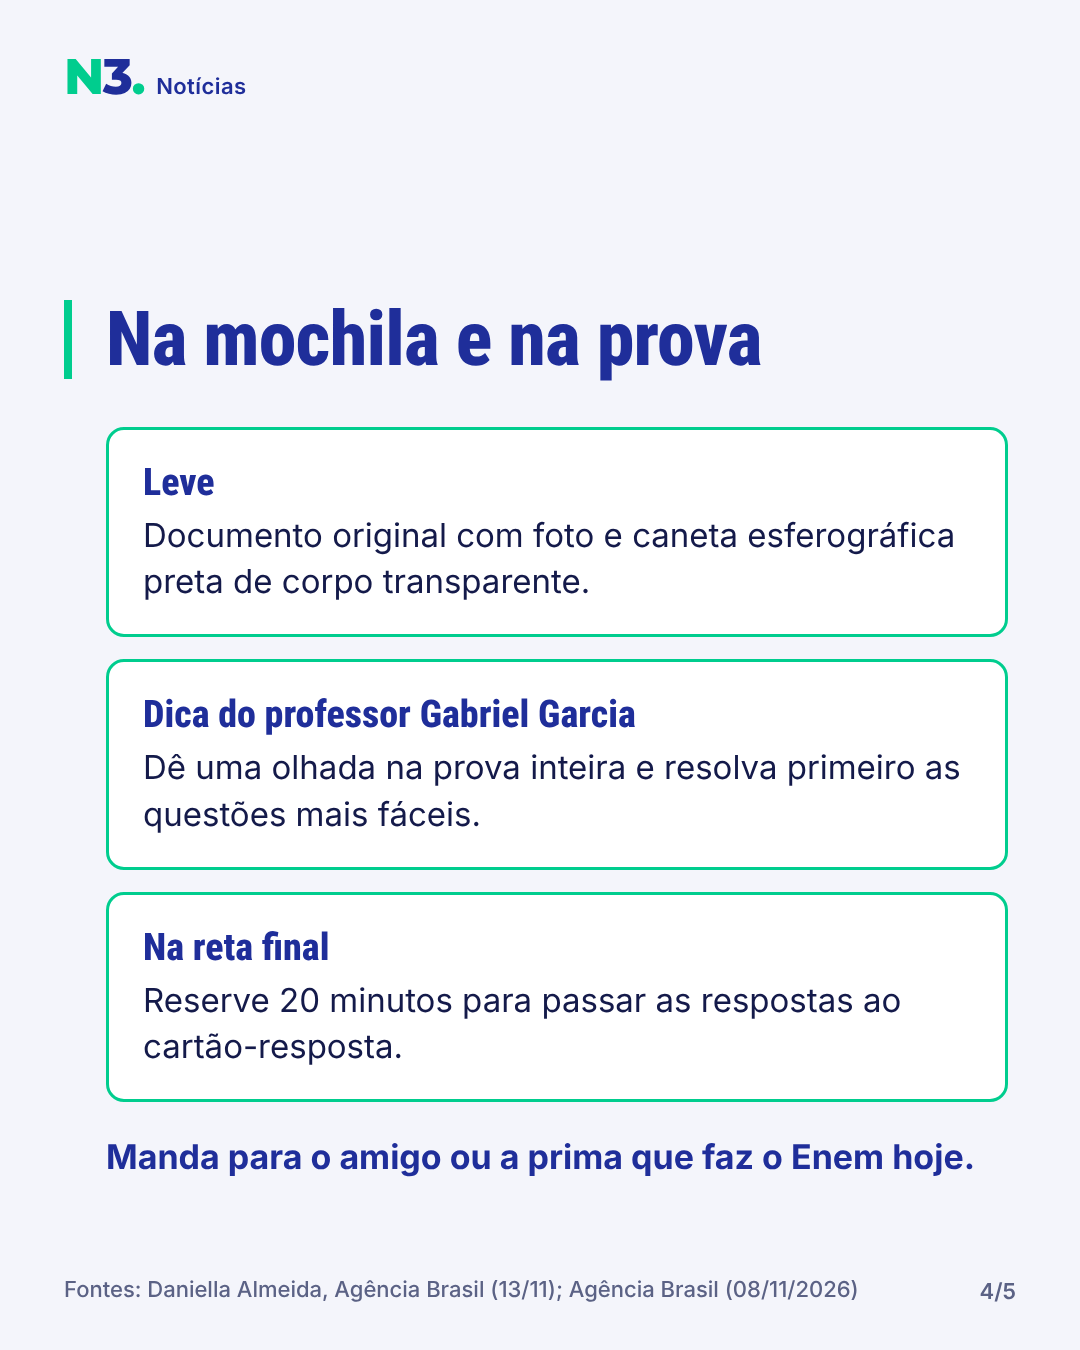 N3. Notícias
Na mochila e na prova
Leve
Documento original com foto e caneta esferográfica
preta de corpo transparente.
Dica do professor Gabriel Garcia
Dê uma olhada na prova inteira e resolva primeiro as
questões mais fáceis.
Na reta final
Reserve 20 minutos para passar as respostas ao
cartão-resposta.
Manda para o amigo ou a prima que faz o Enem hoje.
Fontes: Daniella Almeida, Agência Brasil (13/11); Agência Brasil (08/11/2026)
4/5